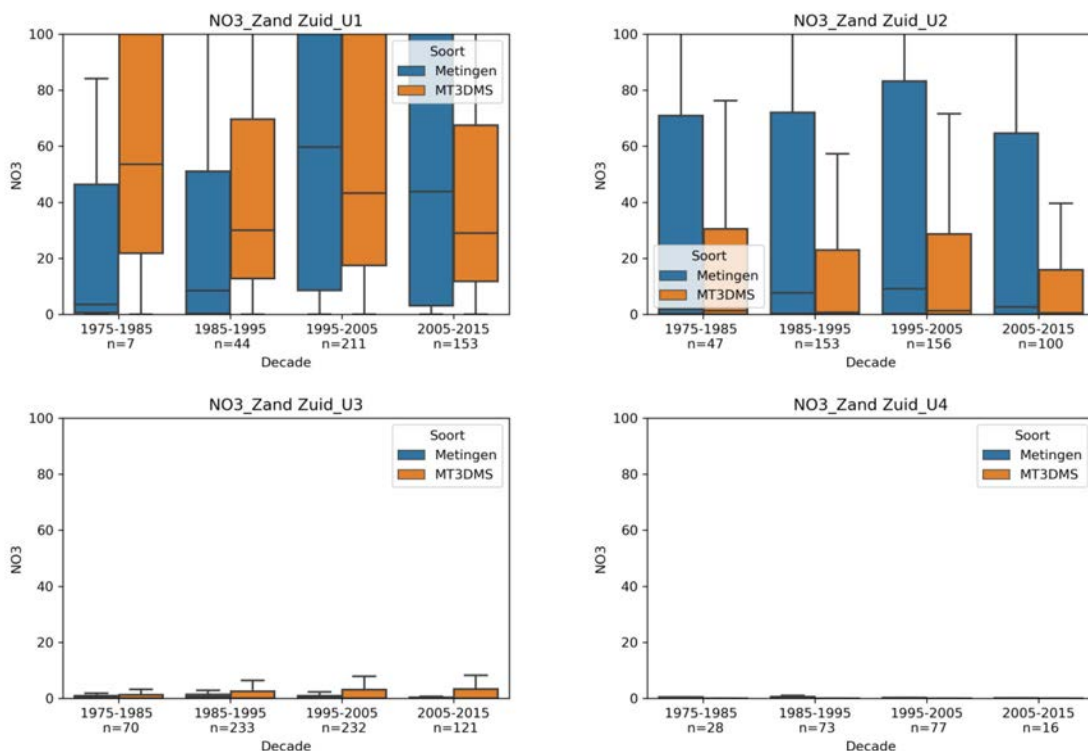 NO3_Zand Zuid_U1
100
80
60
40
20
0
NO3
Soort
Metingen
MT3DMS
1975-1985
n=7
1985-1995
n=44
1995-2005
n=211
2005-2015
n=153
Decade
NO3_Zand Zuid_U2
100
80
60
40
20
0
NO3
Soort
Metingen
MT3DMS
1975-1985
n=47
1985-1995
n=153
1995-2005
n=156
2005-2015
n=100
Decade
NO3_Zand Zuid_U3
100
80
60
40
20
0
NO3
Soort
Metingen
MT3DMS
1975-1985
n=70
1985-1995
n=233
1995-2005
n=232
2005-2015
n=121
Decade
NO3_Zand Zuid_U4
100
80
60
40
20
0
NO3
Soort
Metingen
MT3DMS
1975-1985
n=28
1985-1995
n=73
1995-2005
n=77
2005-2015
n=16
Decade